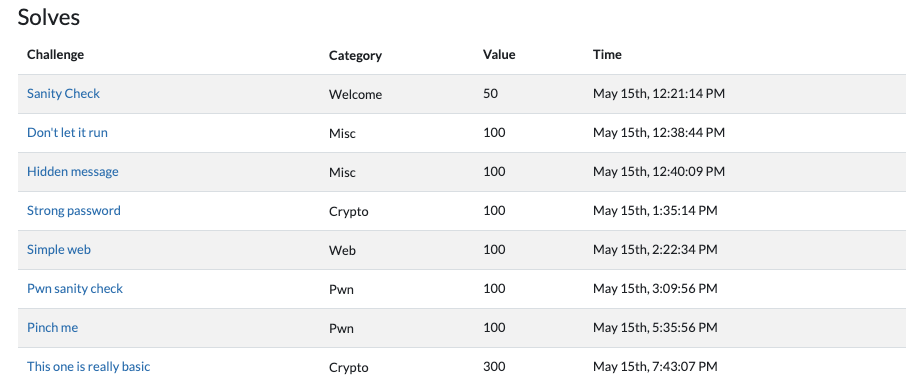 Solves
Challenge Category Value Time
Sanity Check Welcome 50 May 15th, 12:21:14 PM
Don't let it run Misc 100 May 15th, 12:38:44 PM
Hidden message Misc 100 May 15th, 12:40:09 PM
Strong password Crypto 100 May 15th, 1:35:14 PM
Simple web Web 100 May 15th, 2:22:34 PM
Pwn sanity check Pwn 100 May 15th, 3:09:56 PM
Pinch me Pwn 100 May 15th, 5:35:56 PM
This one is really basic Crypto 300 May 15th, 7:43:07 PM